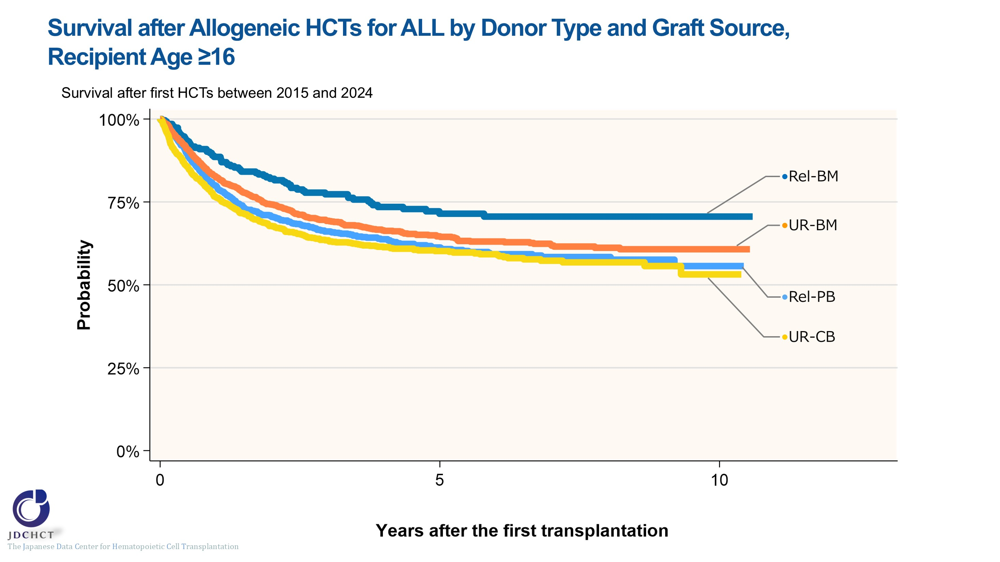 Survival after Allogeneic HCTs for ALL by Donor Type and Graft Source,
Recipient Age ≥16
Survival after first HCTs between 2015 and 2024
100%
75%
50%
25%
0%
Probability
Rel-BM
UR-BM
Rel-PB
UR-CB
0
5
10
Years after the first transplantation
JDCHCT
The Japanese Data Center for Hematopoietic Cell Transplantation